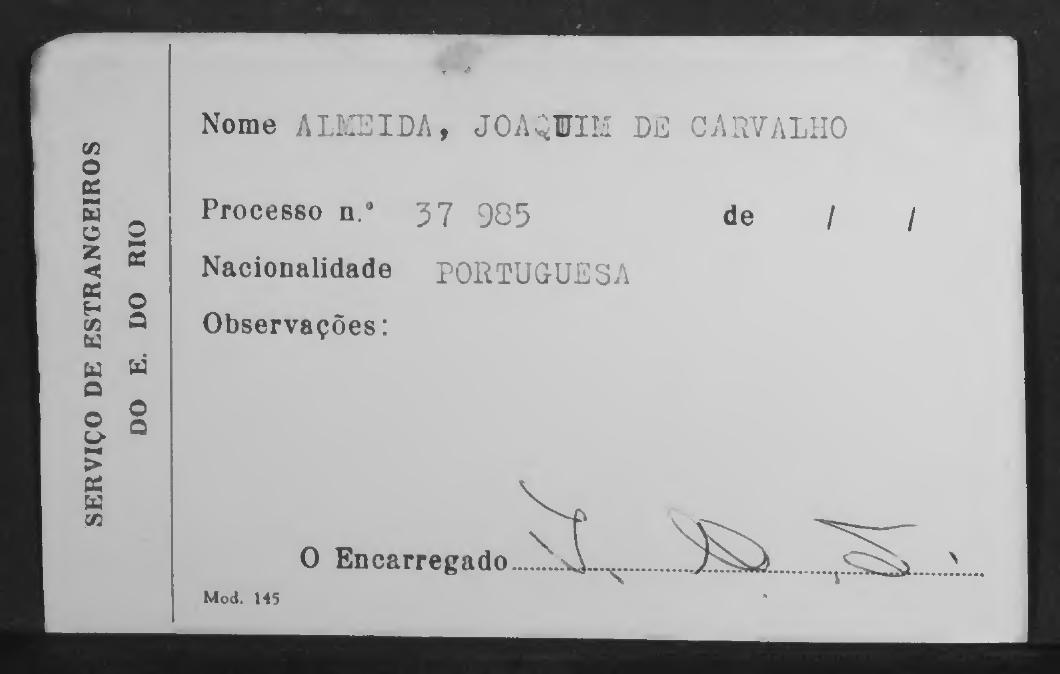 SERVIÇO DE ESTRANGEIROS
DO E. DO RIO
Nome ALMEIDA, JOAQUIM DE CARVALHO
Processo n.º 37 985 de / /
Nacionalidade PORTUGUESA
Observações:
O Encarregado
Mod. 145